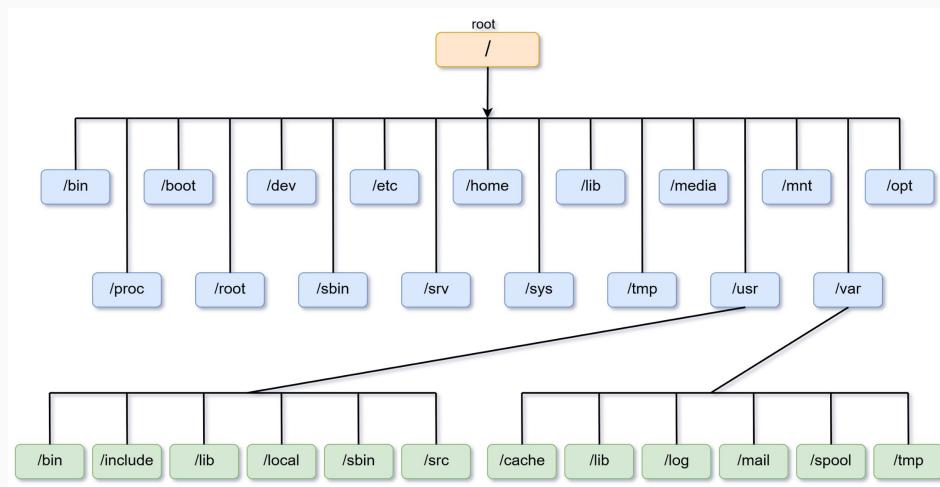 root
/
/bin
/boot
/dev
/etc
/home
/lib
/media
/mnt
/opt
/proc
/root
/sbin
/srv
/sys
/tmp
/usr
/var
/bin
/include
/lib
/local
/sbin
/src
/cache
/lib
/log
/mail
/spool
/tmp